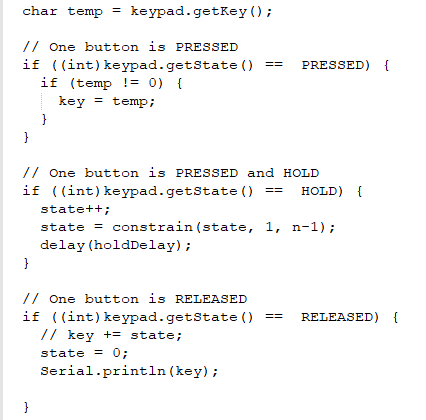 char temp = keypad.getKey();

// One button is PRESSED
if ((int)keypad.getState() ==  PRESSED) {
  if (temp != 0) {
    key = temp;
  }
}

// One button is PRESSED and HOLD
if ((int)keypad.getState() ==  HOLD) {
  state++;
  state = constrain(state, 1, n-1);
  delay(holdDelay);
}

// One button is RELEASED
if ((int)keypad.getState() ==  RELEASED) {
  // key += state;
  state = 0;
  Serial.println(key);

}